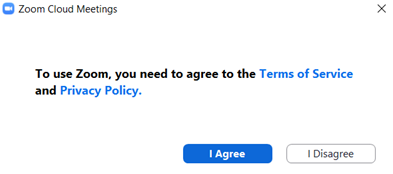 Zoom Cloud Meetings
To use Zoom, you need to agree to the Terms of Service
and Privacy Policy.
I Agree
I Disagree